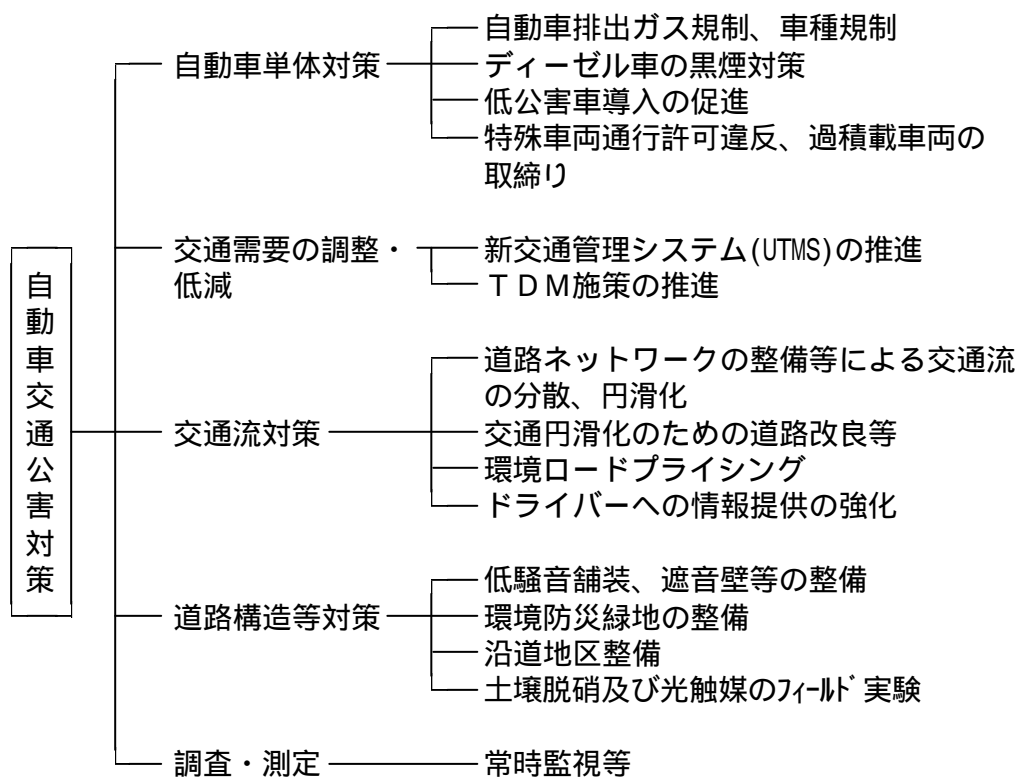 自動車交通公害対策
自動車単体対策
自動車排出ガス規制、車種規制
ディーゼル車の黒煙対策
低公害車導入の促進
特殊車両通行許可違反、過積載車両の
取締り
交通需要の調整・
低減
新交通管理システム(UTMS)の推進
ＴＤＭ施策の推進
交通流対策
道路ネットワークの整備等による交通流
の分散、円滑化
交通円滑化のための道路改良等
環境ロードプライシング
ドライバーへの情報提供の強化
道路構造等対策
低騒音舗装、遮音壁等の整備
環境防災緑地の整備
沿道地区整備
土壌脱硝及び光触媒のﾌｨｰﾙﾄﾞ実験
調査・測定
常時監視等